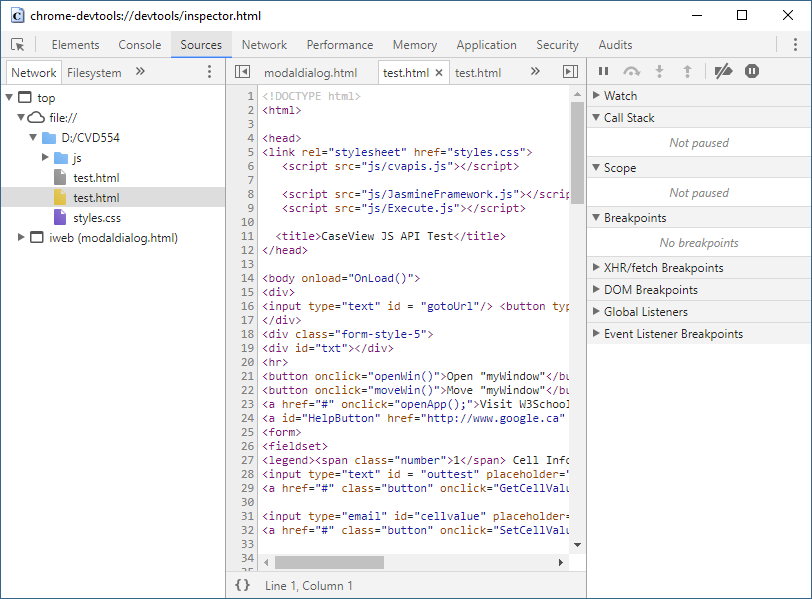 chrome-devtools://devtools/inspector.html
Elements Console Sources Network Performance Memory Application Security Audits
Network Filesystem »
top
file://
D:/CVD554
js
test.html
test.html
styles.css
iweb (modaldialog.html)
modaldialog.html test.html × test.html »
1 <!DOCTYPE html>
2 <html>
3
4 <head>
5 <link rel="stylesheet" href="styles.css">
6 <script src="js/cvapis.js"></script>
7
8 <script src="js/JasmineFramework.js"></scrip
9 <script src="js/Execute.js"></script>
10
11 <title>CaseView JS API Test</title>
12 </head>
13
14 <body onload="OnLoad()">
15 <div>
16 <input type="text" id = "gotoUrl"/> <button typ
17 </div>
18 <div class="form-style-5">
19 <div id="txt"></div>
20 <hr>
21 <button onclick="openWin()">Open "myWindow"</bu
22 <button onclick="moveWin()">Move "myWindow"</bu
23 <a href="#" onclick="openApp();">Visit W3School
24 <a id="HelpButton" href="http://www.google.ca"
25 <form>
26 <fieldset>
27 <legend><span class="number">1</span> Cell Info
28 <input type="text" id = "outtest" placeholder="
29 <a href="#" class="button" onclick="GetCellValu
30
31 <input type="email" id="cellvalue" placeholder=
32 <a href="#" class="button" onclick="SetCellValu
33
34
{} Line 1, Column 1
Watch
Call Stack
Not paused
Scope
Not paused
Breakpoints
No breakpoints
XHR/fetch Breakpoints
DOM Breakpoints
Global Listeners
Event Listener Breakpoints